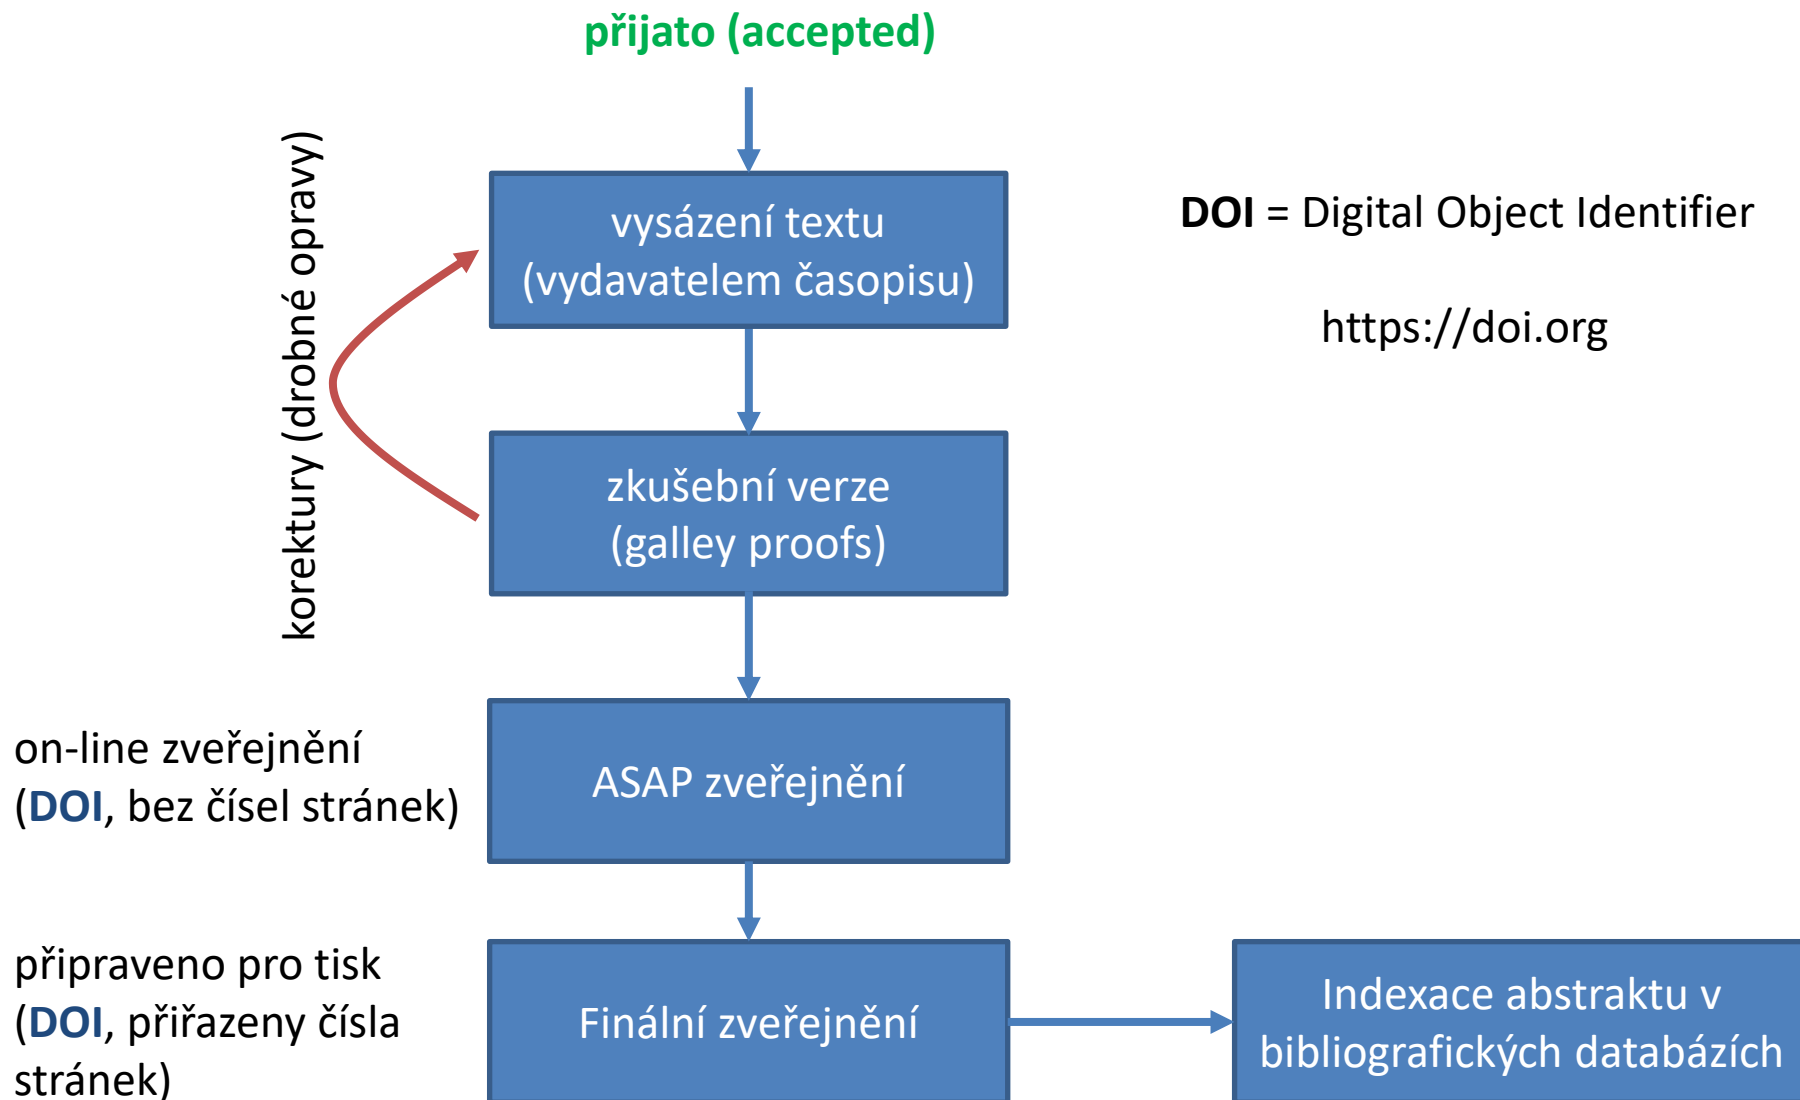 přijato (accepted)
korektury (drobné opravy)
vysázení textu
(vydavatelem časopisu)
DOI = Digital Object Identifier
https://doi.org
zkušební verze
(galley proofs)
on-line zveřejnění
(DOI, bez čísel stránek)
ASAP zveřejnění
připraveno pro tisk
(DOI, přiřazeny čísla
stránek)
Finální zveřejnění
Indexace abstraktu v
bibliografických databázích